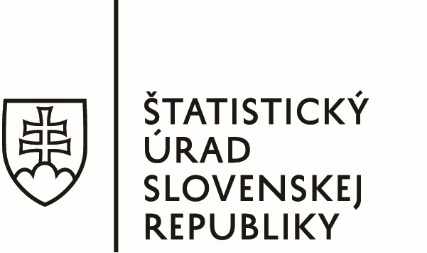 ŠTATISTICKÝ
ÚRAD
SLOVENSKEJ
REPUBLIKY